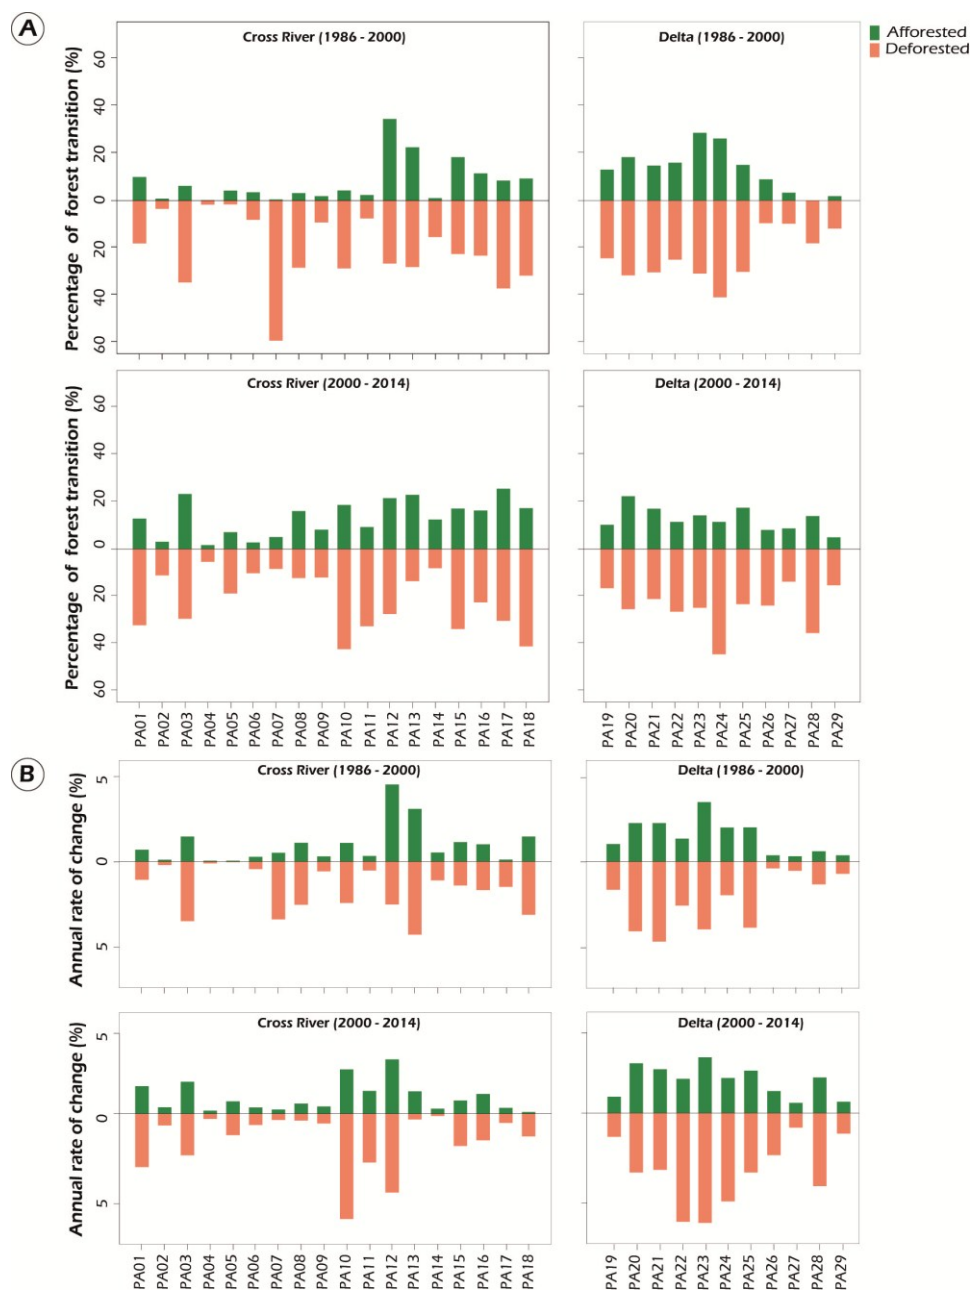 A
Cross River (1986 - 2000)
Delta (1986 - 2000)
Afforested
Deforested
Percentage of forest transition (%)
60
40
20
0
20
40
60
Cross River (2000 - 2014)
Delta (2000 - 2014)
Percentage of forest transition (%)
60
40
20
0
20
40
60
PA01 PA02 PA03 PA04 PA05 PA06 PA07 PA08 PA09 PA10 PA11 PA12 PA13 PA14 PA15 PA16 PA17 PA18
PA19 PA20 PA21 PA22 PA23 PA24 PA25 PA26 PA27 PA28 PA29
B
Cross River (1986 - 2000)
Delta (1986 - 2000)
Annual rate of change (%)
5
0
5
Cross River (2000 - 2014)
Delta (2000 - 2014)
Annual rate of change (%)
5
0
5
PA01 PA02 PA03 PA04 PA05 PA06 PA07 PA08 PA09 PA10 PA11 PA12 PA13 PA14 PA15 PA16 PA17 PA18
PA19 PA20 PA21 PA22 PA23 PA24 PA25 PA26 PA27 PA28 PA29